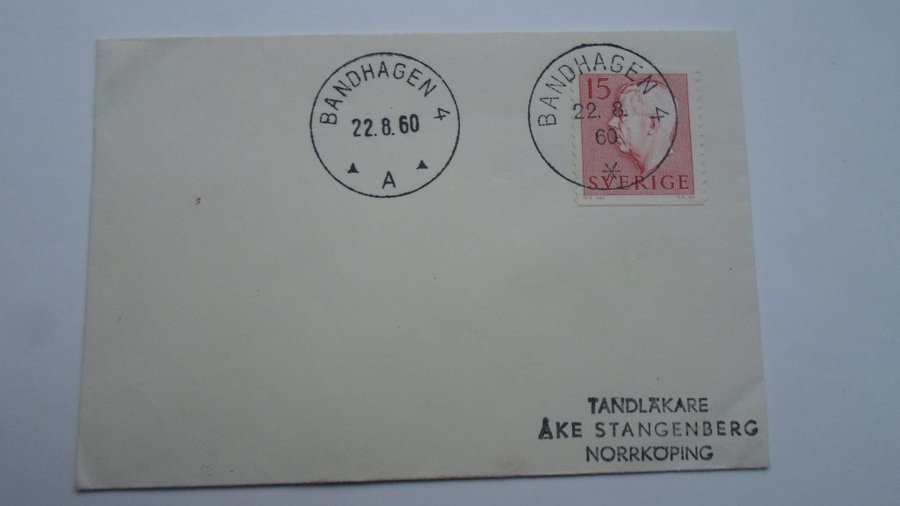 BANDHAGEN 4
22.8.60
A
BANDHAGEN 4
22. 8.
60
15
SVERIGE
TANDLÄKARE
ÅKE STANGENBERG
NORRKÖPING